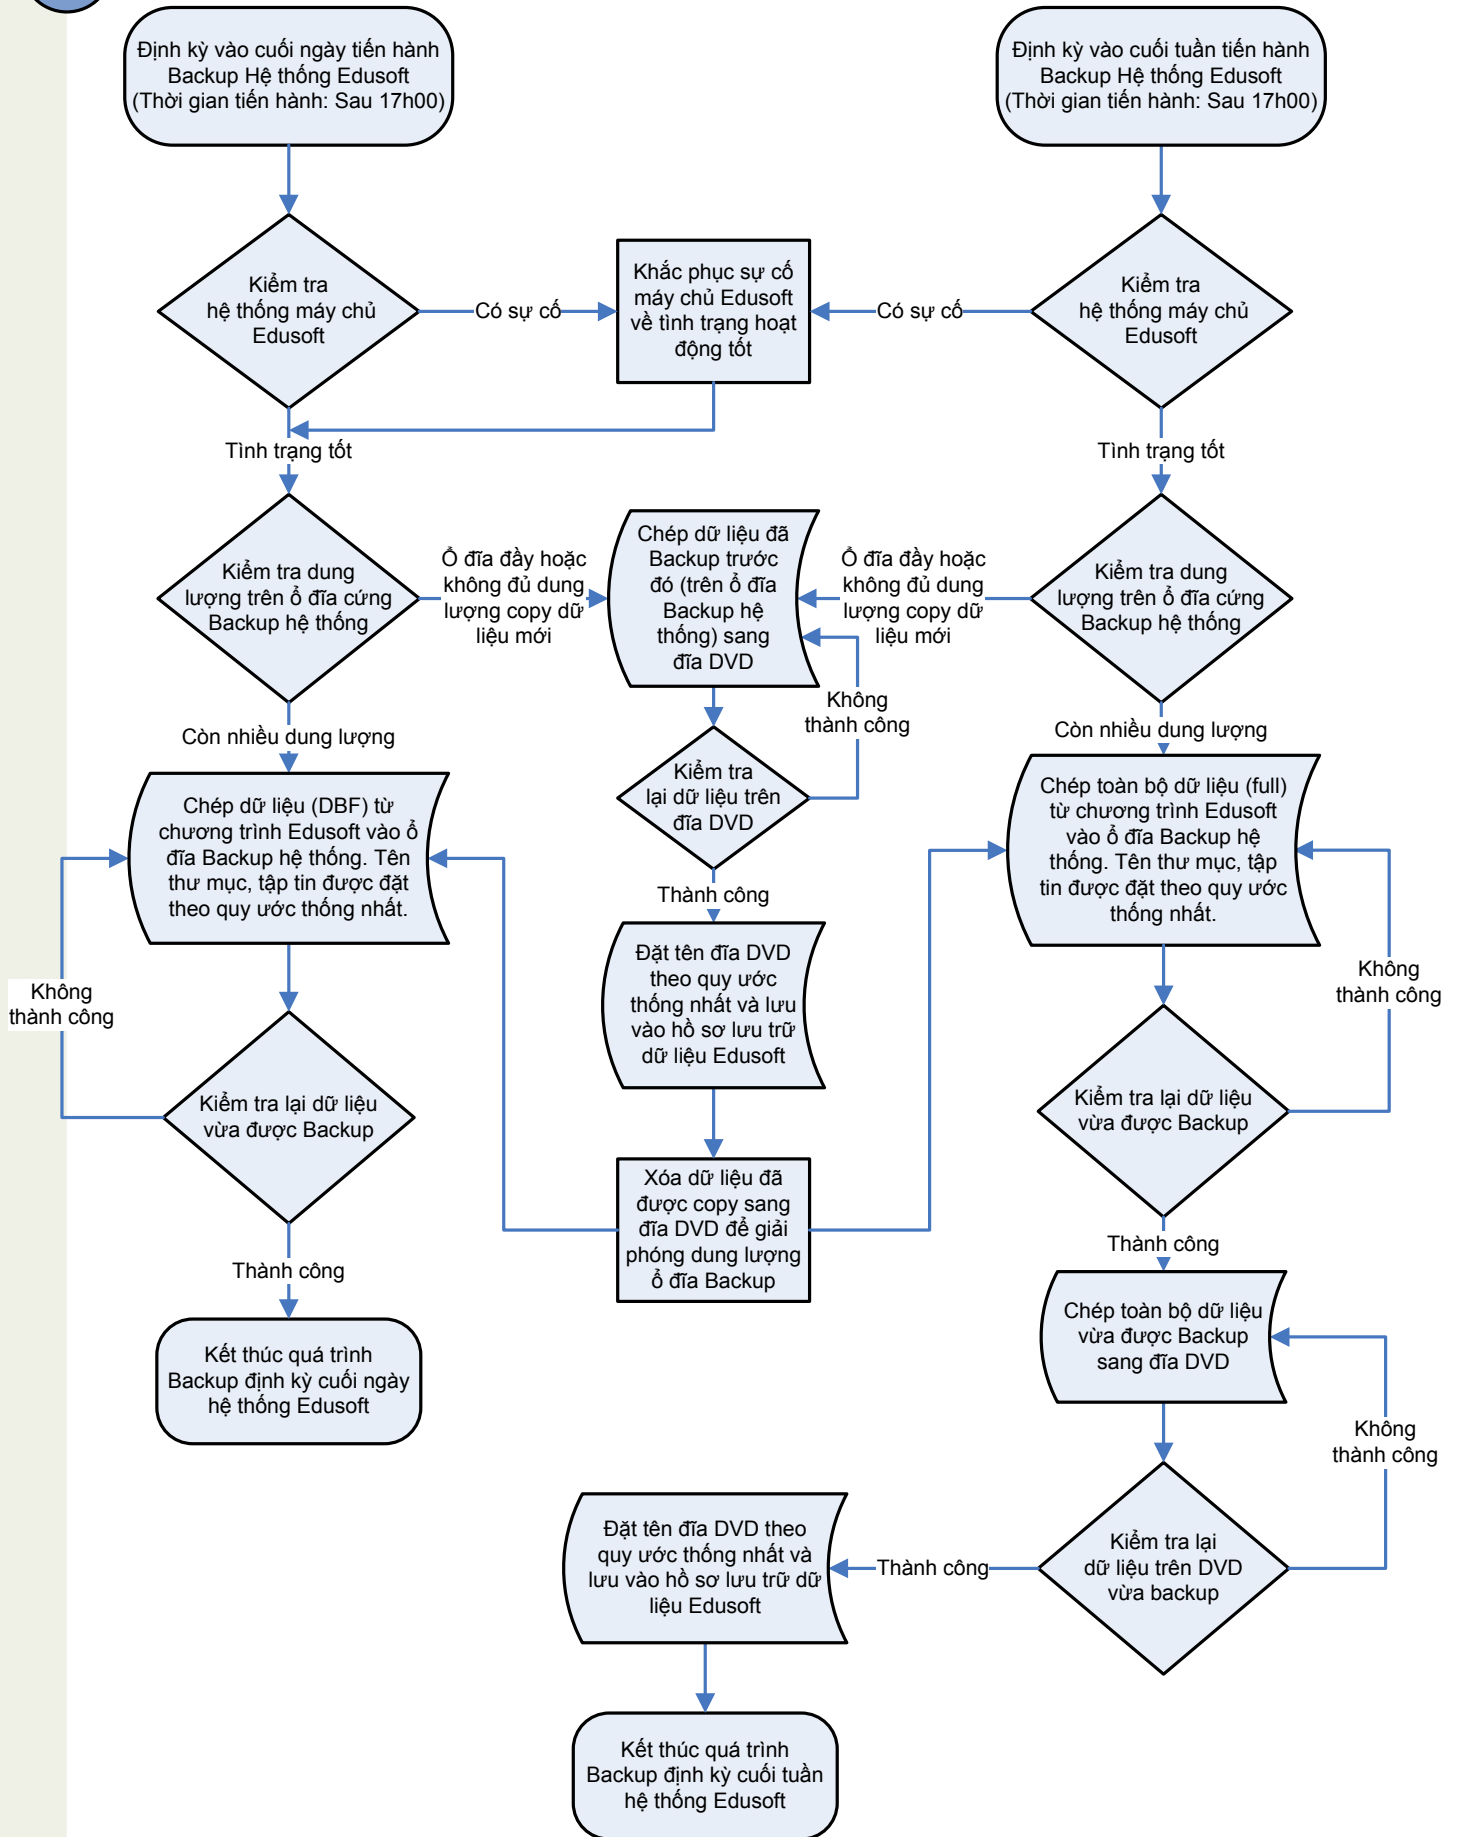 Định kỳ vào cuối ngày tiến hành
Backup Hệ thống Edusoft
(Thời gian tiến hành: Sau 17h00)
Định kỳ vào cuối tuần tiến hành
Backup Hệ thống Edusoft
(Thời gian tiến hành: Sau 17h00)
Kiểm tra
hệ thống máy chủ
Edusoft
Có sự cố
Khắc phục sự cố
máy chủ Edusoft
về tình trạng hoạt
động tốt
Có sự cố
Kiểm tra
hệ thống máy chủ
Edusoft
Tình trạng tốt
Tình trạng tốt
Kiểm tra dung
lượng trên ổ đĩa cứng
Backup hệ thống
Ổ đĩa đầy hoặc
không đủ dung
lượng copy dữ
liệu mới
Chép dữ liệu đã
Backup trước
đó (trên ổ đĩa
Backup hệ
thống) sang
đĩa DVD
Ổ đĩa đầy hoặc
không đủ dung
lượng copy dữ
liệu mới
Kiểm tra dung
lượng trên ổ đĩa cứng
Backup hệ thống
Không
thành công
Còn nhiều dung lượng
Còn nhiều dung lượng
Kiểm tra
lại dữ liệu trên
đĩa DVD
Chép dữ liệu (DBF) từ
chương trình Edusoft vào ổ
đĩa Backup hệ thống. Tên
thư mục, tập tin được đặt
theo quy ước thống nhất.
Chép toàn bộ dữ liệu (full)
từ chương trình Edusoft
vào ổ đĩa Backup hệ
thống. Tên thư mục, tập
tin được đặt theo quy ước
thống nhất.
Thành công
Đặt tên đĩa DVD
theo quy ước
thống nhất và lưu
vào hồ sơ lưu trữ
dữ liệu Edusoft
Không
thành công
Không
thành công
Kiểm tra lại dữ liệu
vừa được Backup
Kiểm tra lại dữ liệu
vừa được Backup
Xóa dữ liệu đã
được copy sang
đĩa DVD để giải
phóng dung lượng
ổ đĩa Backup
Thành công
Thành công
Kết thúc quá trình
Backup định kỳ cuối ngày
hệ thống Edusoft
Chép toàn bộ dữ liệu
vừa được Backup
sang đĩa DVD
Không
thành công
Đặt tên đĩa DVD theo
quy ước thống nhất và
lưu vào hồ sơ lưu trữ dữ
liệu Edusoft
Thành công
Kiểm tra lại
dữ liệu trên DVD
vừa backup
Kết thúc quá trình
Backup định kỳ cuối tuần
hệ thống Edusoft